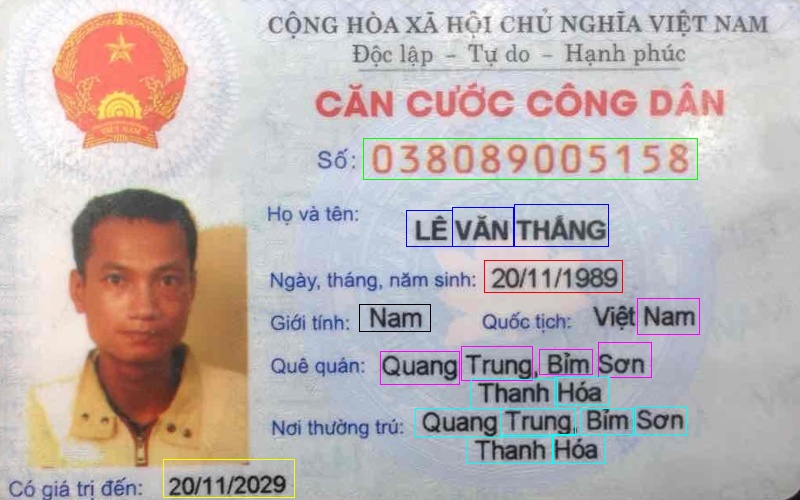 CỘNG HÒA XÃ HỘI CHỦ NGHĨA VIỆT NAM
Độc lập - Tự do - Hạnh phúc
CĂN CƯỚC CÔNG DÂN
VIỆT NAM
Số: 038089005158
Họ và tên: LÊ VĂN THẮNG
Ngày, tháng, năm sinh: 20/11/1989
Giới tính: Nam Quốc tịch: Việt Nam
Quê quán: Quang Trung, Bỉm Sơn
Thanh Hóa
Nơi thường trú: Quang Trung, Bỉm Sơn
Thanh Hóa
Có giá trị đến: 20/11/2029